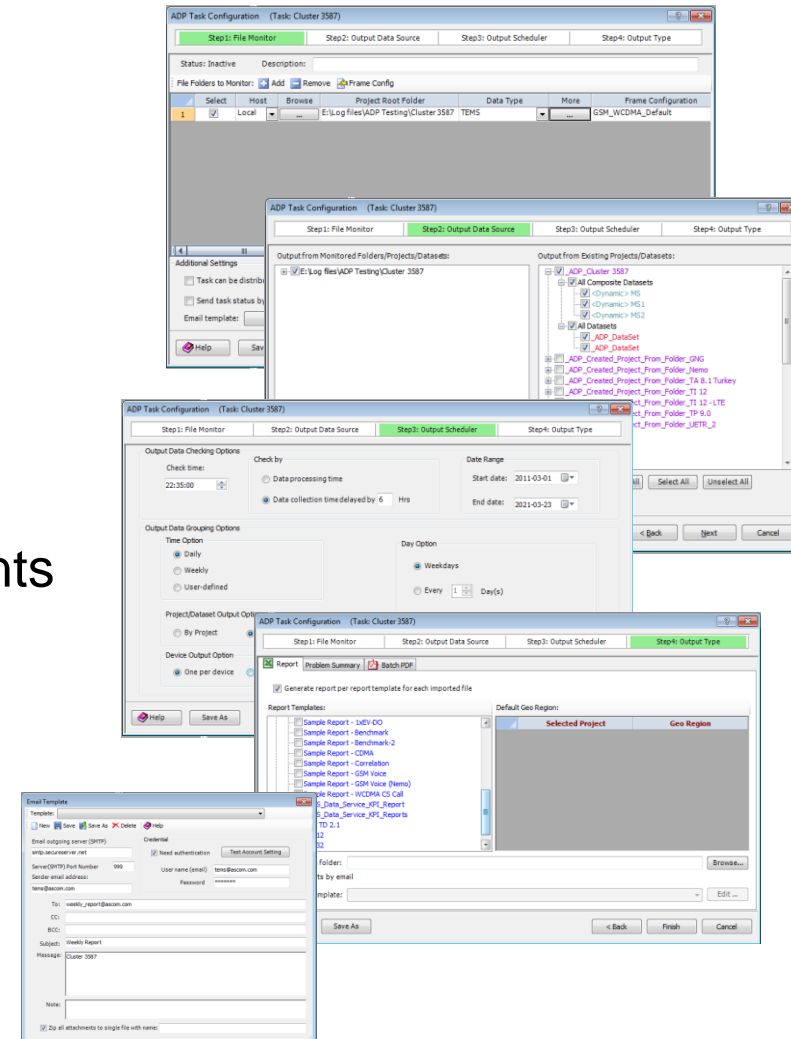 ADP Task Configuration (Task: Cluster 3587)
Step1: File Monitor Step2: Output Data Source Step3: Output Scheduler Step4: Output Type
Status: Inactive Description:
File Folders to Monitor: Add Remove Frame Config
Select Host Browse Project Root Folder Data Type More Frame Configuration
1 Local ... E:\Log files\ADP Testing\Cluster 3587 TEMS ... GSM_WCDMA_Default
Additional Settings
Task can be distribu
Send task status by
Email template:
Help Sav
ADP Task Configuration (Task: Cluster 3587)
Step1: File Monitor Step2: Output Data Source Step3: Output Scheduler Step4: Output Type
Output from Monitored Folders/Projects/Datasets:
E:\Log files\ADP Testing\Cluster 3587
Output from Existing Projects/Datasets:
_ADP_Cluster 3587
All Composite Datasets
<Dynamic> MS
<Dynamic> MS1
<Dynamic> MS2
All Datasets
_ADP_DataSet
_ADP_DataSet
_ADP_Created_Project_From_Folder_GNG
_ADP_Created_Project_From_Folder_Nemo
_ADP_Created_Project_From_Folder_TA 8.1 Turkey
_ADP_Created_Project_From_Folder_TI 12
ect_From_Folder_TI 12 - LTE
ect_From_Folder_TP 9.0
ect_From_Folder_UETR_2
All Select All Unselect All
< Back Next Cancel
ADP Task Configuration (Task: Cluster 3587)
Step1: File Monitor Step2: Output Data Source Step3: Output Scheduler Step4: Output Type
Output Data Checking Options
Check time:
22:35:00
Check by
Data processing time
Data collection time delayed by 6 Hrs
Date Range
Start date: 2011-03-01
End date: 2021-03-23
Output Data Grouping Options
Time Option
Daily
Weekly
User-defined
Day Option
Weekdays
Every 1 Day(s)
Project/Dataset Output Optio
By Project
Device Output Option
One per device
Help Save As
nts
ADP Task Configuration (Task: Cluster 3587)
Step1: File Monitor Step2: Output Data Source Step3: Output Scheduler Step4: Output Type
Report Problem Summary Batch PDF
Generate report per report template for each imported file
Report Templates:
Sample Report - 1xEV-DO
Sample Report - Benchmark
Sample Report - Benchmark-2
Sample Report - CDMA
Sample Report - Correlation
Sample Report - GSM Voice
Sample Report - GSM Voice (Nemo)
ple Report - WCDMA CS Call
S_Data_Service_KPI_Report
S_Data_Service_KPI_Reports
TD 2.1
12
32
Default Geo Region:
Selected Project Geo Region
folder: Browse...
ts by email
mplate: Edit ...
Save As < Back Finish Cancel
Email Template
Template:
New Save Save As Delete Help
Email outgoing server (SMTP)
smtp.secureserver.net
Server(SMTP) Port Number 999
Sender email address:
tems@ascom.com
Credential
Need authentication Test Account Setting
User name (email) tems@ascom.com
Password *******
To: weekly_report@ascom.com
CC:
BCC:
Subject: Weekly Report
Message: Cluster 3587
Note:
Zip all attachments to single file with name: